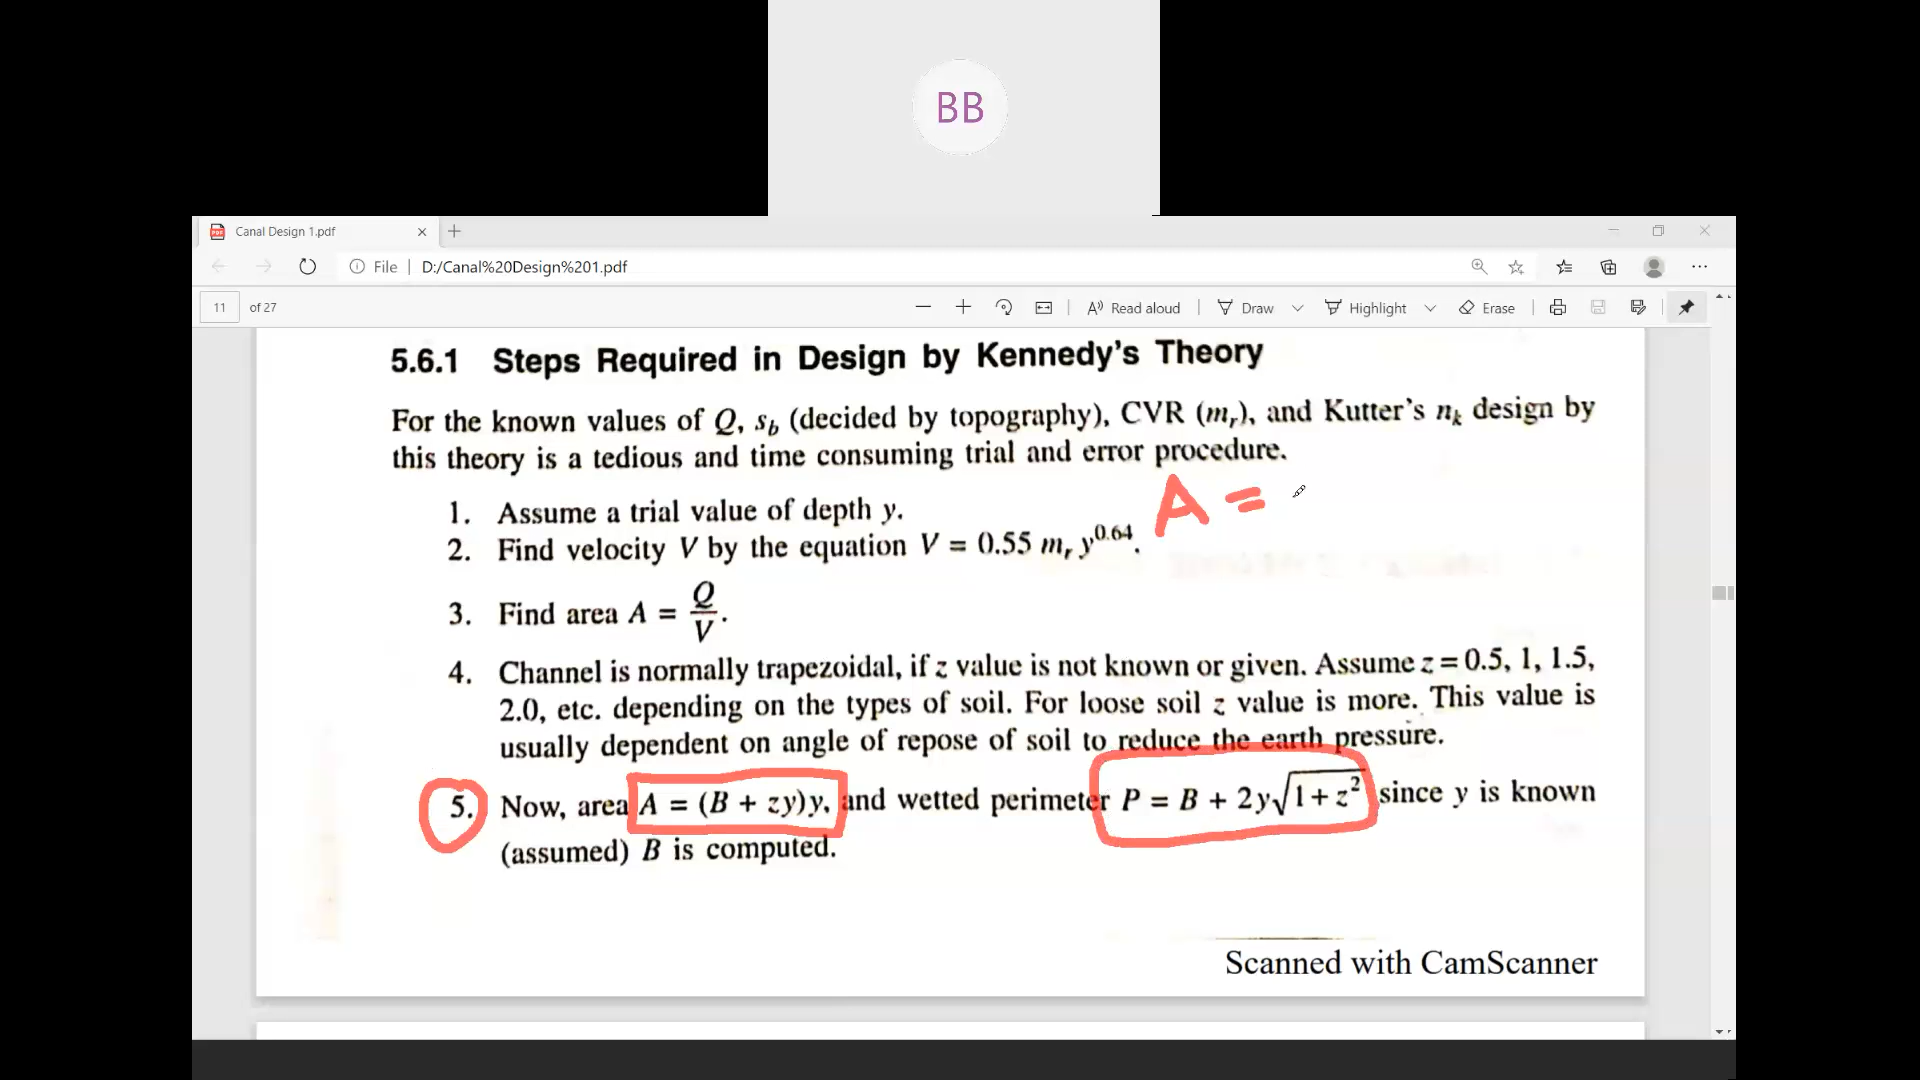 BB
Canal Design 1.pdf
File | D:/Canal%20Design%201.pdf
11 of 27
Read aloud Draw Highlight Erase
5.6.1 Steps Required in Design by Kennedy's Theory
For the known values of Q, s_b (decided by topography), CVR (m_r), and Kutter's n_k design by
this theory is a tedious and time consuming trial and error procedure.
A =
1. Assume a trial value of depth y.
2. Find velocity V by the equation V = 0.55 m_r y^0.64.
3. Find area A = Q/V.
4. Channel is normally trapezoidal, if z value is not known or given. Assume z = 0.5, 1, 1.5,
2.0, etc. depending on the types of soil. For loose soil z value is more. This value is
usually dependent on angle of repose of soil to reduce the earth pressure.
5. Now, area A = (B + zy)y, and wetted perimeter P = B + 2y√(1 + z²) since y is known
(assumed) B is computed.
Scanned with CamScanner